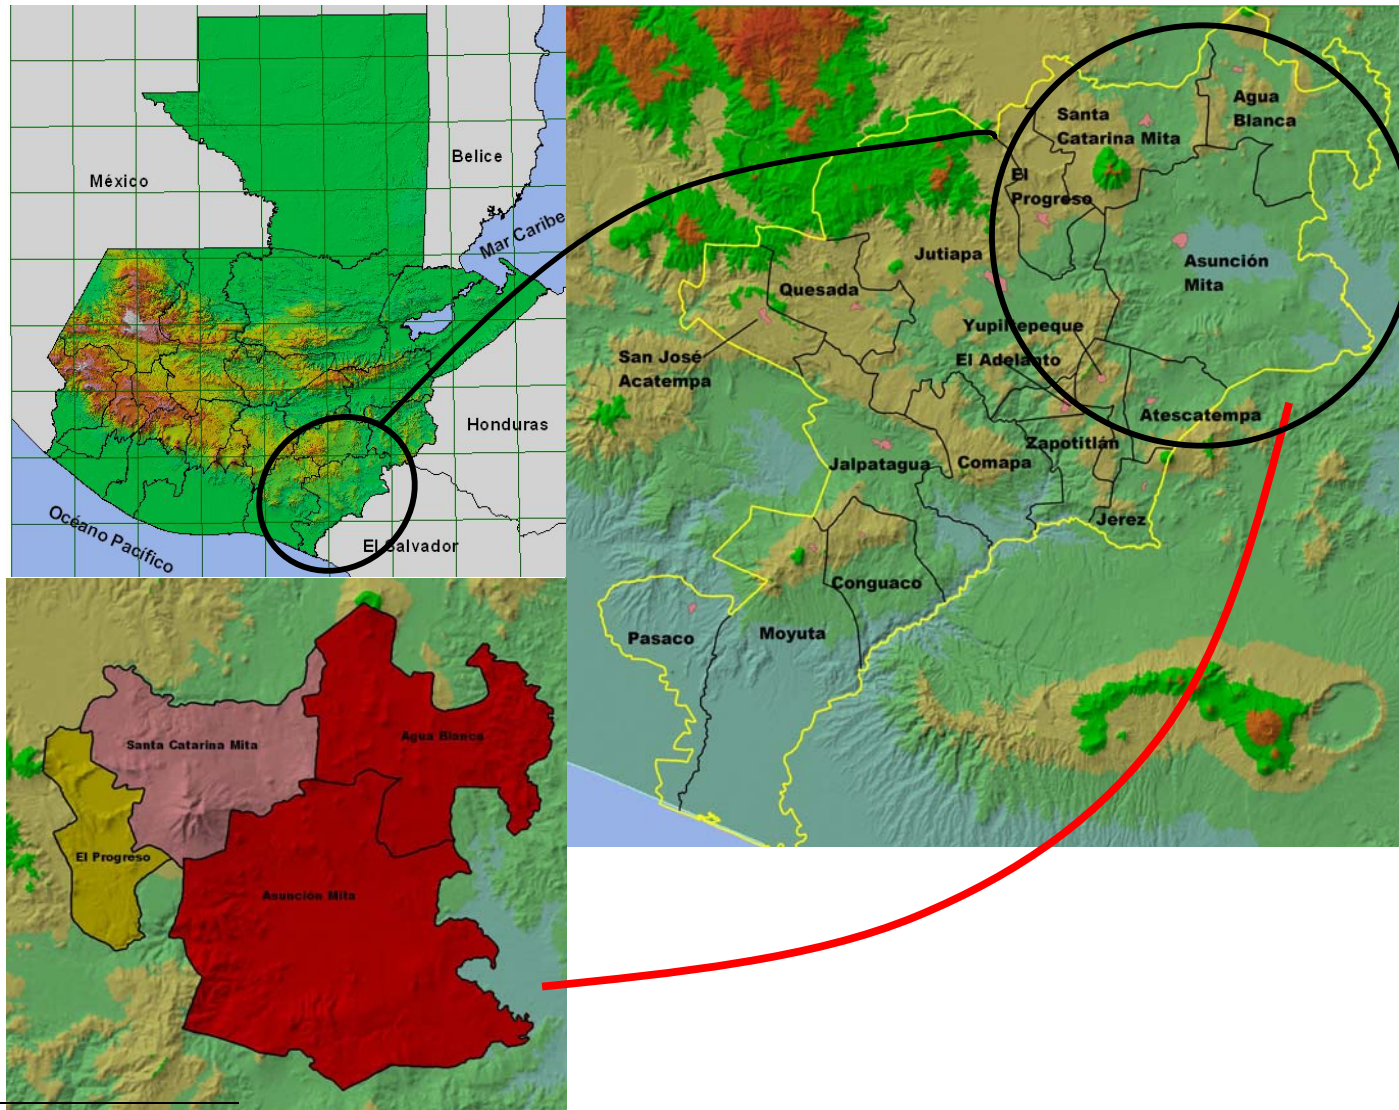 México
Belice
Mar Caribe
Honduras
El Salvador
Océano Pacífico
Santa
Catarina Mita
Agua
Blanca
El
Progreso
Jutiapa
Asunción
Mita
Quesada
Yupiltepeque
San José
Acatempa
El Adelanto
Atescatempa
Zapotitlán
Jalpatagua
Comapa
Jerez
Conguaco
Pasaco
Moyuta
Santa Catarina Mita
Agua Blanca
El Progreso
Asunción Mita